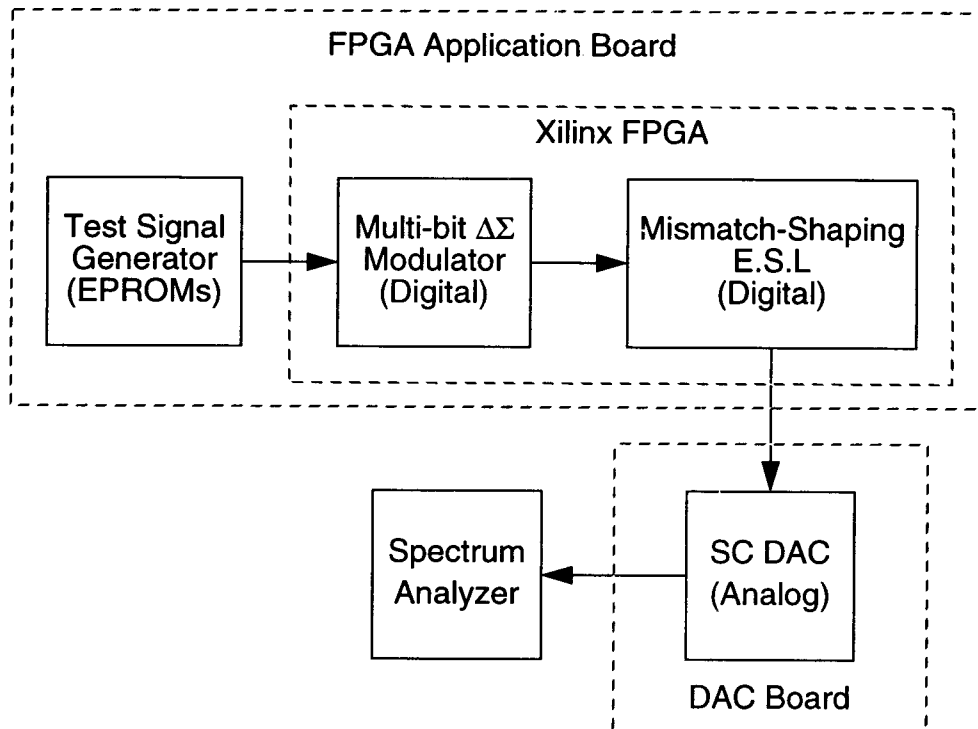 FPGA Application Board
Xilinx FPGA
Test Signal
Generator
(EPROMs)
Multi-bit ΔΣ
Modulator
(Digital)
Mismatch-Shaping
E.S.L
(Digital)
Spectrum
Analyzer
SC DAC
(Analog)
DAC Board